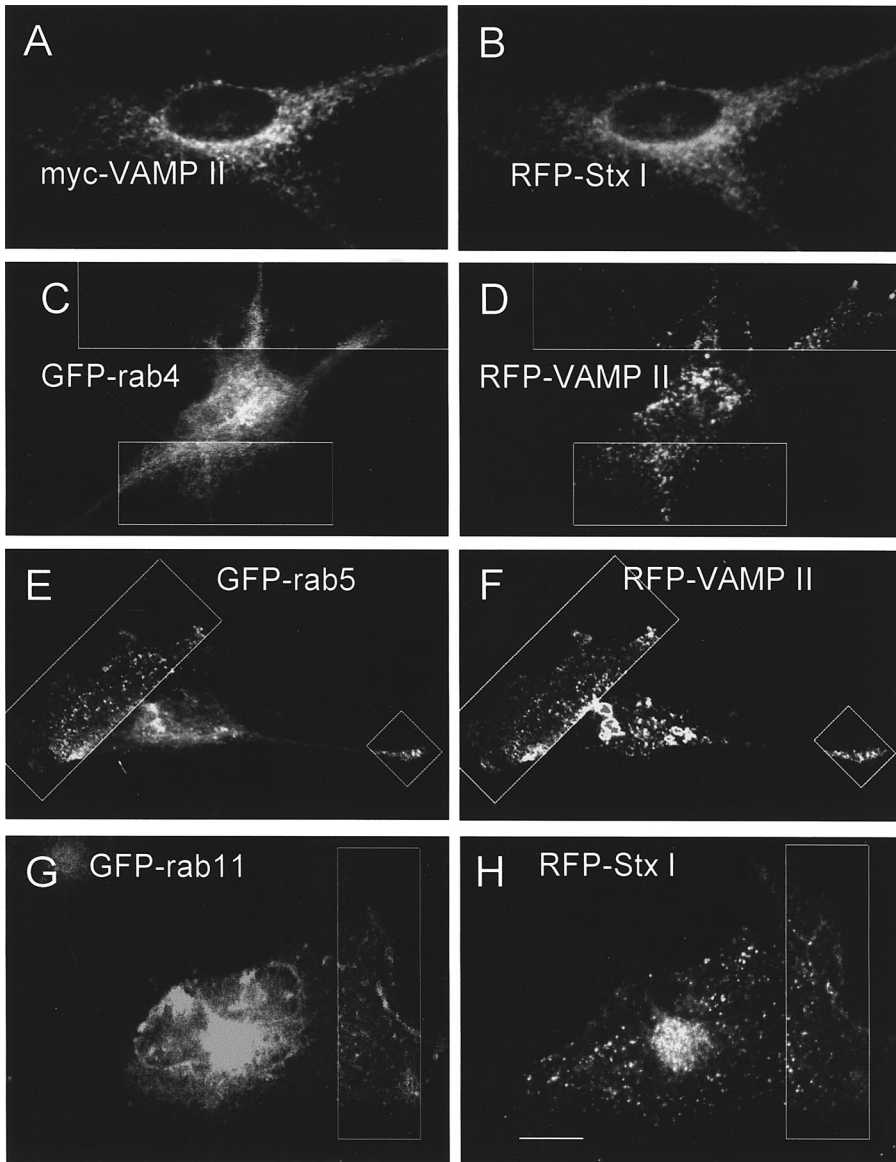 A
myc-VAMP II
B
RFP-Stx I
C
GFP-rab4
D
RFP-VAMP II
E
GFP-rab5
F
RFP-VAMP II
G
GFP-rab11
H
RFP-Stx I